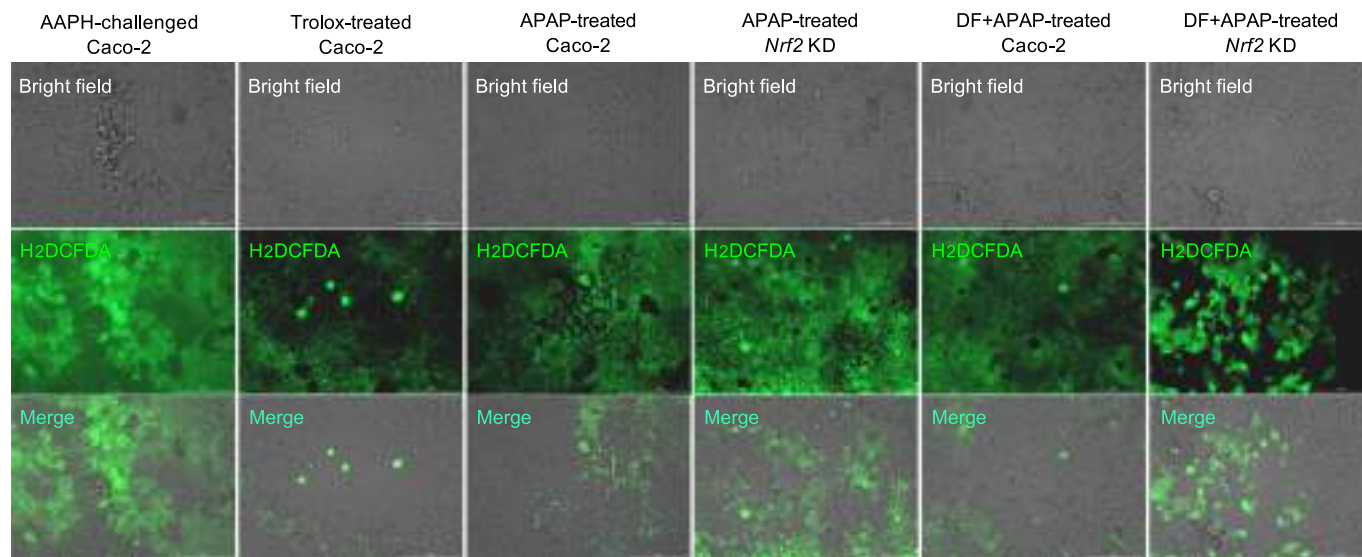 AAPH-challenged
Caco-2
Trolox-treated
Caco-2
APAP-treated
Caco-2
APAP-treated
Nrf2 KD
DF+APAP-treated
Caco-2
DF+APAP-treated
Nrf2 KD
Bright field
Bright field
Bright field
Bright field
Bright field
Bright field
H2DCFDA
H2DCFDA
H2DCFDA
H2DCFDA
H2DCFDA
H2DCFDA
Merge
Merge
Merge
Merge
Merge
Merge